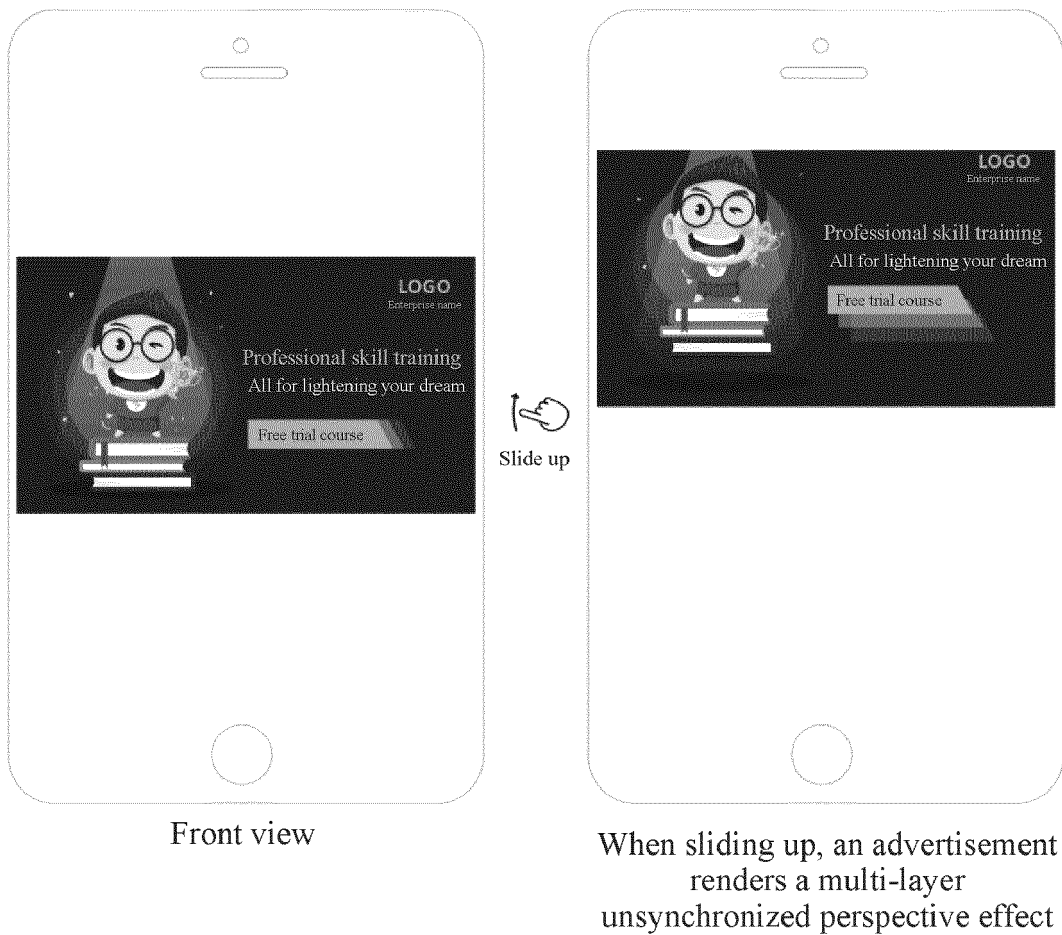 LOGO
Enterprise name
Professional skill training
All for lightening your dream
Free trial course
Front view
Slide up
LOGO
Enterprise name
Professional skill training
All for lightening your dream
Free trial course
When sliding up, an advertisement
renders a multi-layer
unsynchronized perspective effect